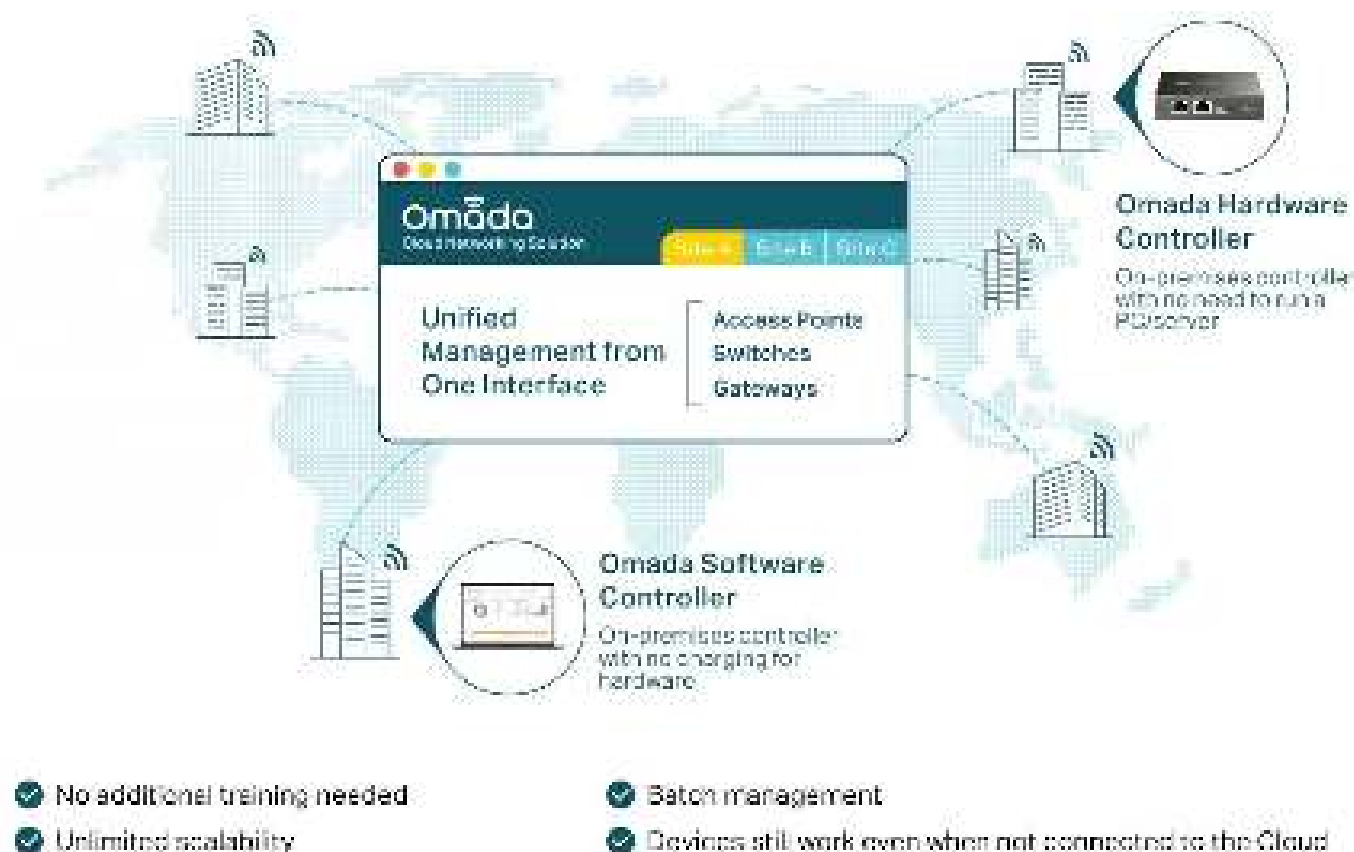 Omada
Cloud Networking Solution
Site A
Site B
Site C
Unified
Management from
One Interface
Access Points
Switches
Gateways
Omada Hardware
Controller
On-premises controller
with no need to run a
PC/server
Omada Software
Controller
On-premises controller
with no charging for
hardware
No additional training needed
Batch management
Unlimited scalability
Devices still work even when not connected to the Cloud